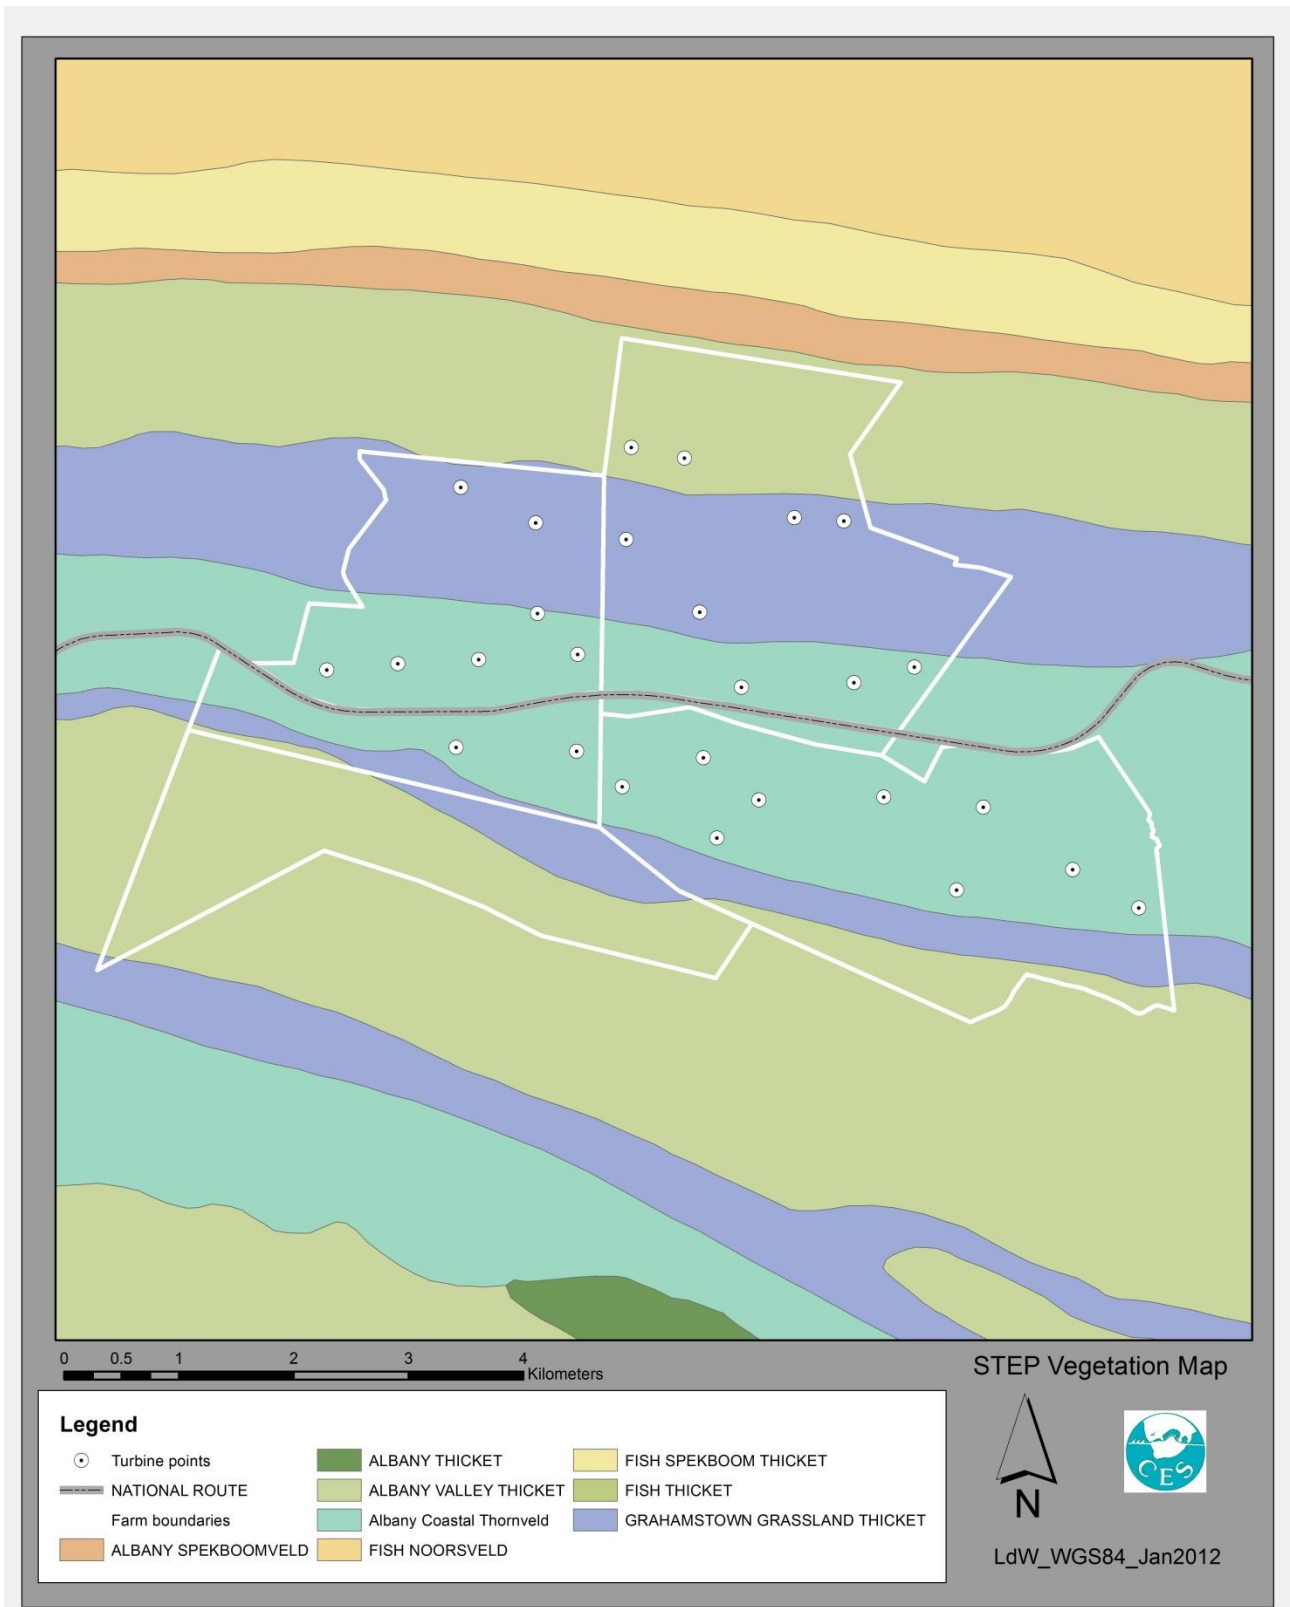 0 0.5 1 2 3 4
Kilometers
STEP Vegetation Map
Legend
Turbine points
NATIONAL ROUTE
Farm boundaries
ALBANY SPEKBOOMVELD
ALBANY THICKET
ALBANY VALLEY THICKET
Albany Coastal Thornveld
FISH NOORSVELD
FISH SPEKBOOM THICKET
FISH THICKET
GRAHAMSTOWN GRASSLAND THICKET
N
CES
LdW_WGS84_Jan2012